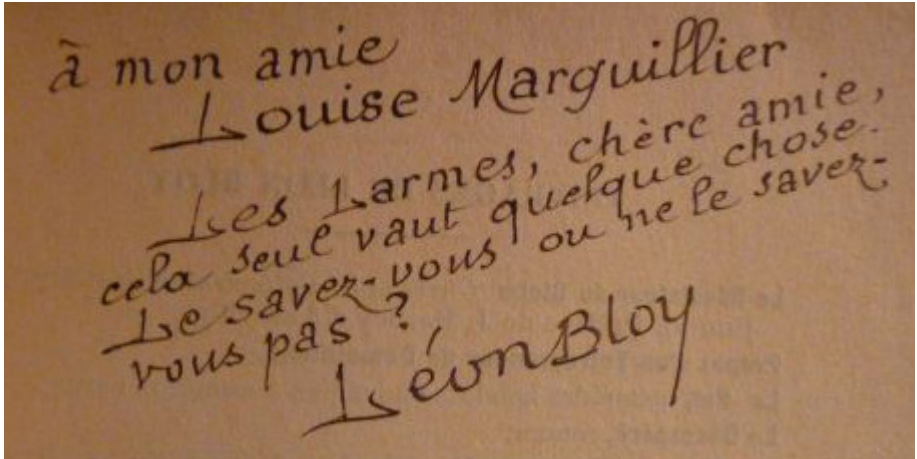 à mon amie
Louise Marguillier
Les Larmes, chère amie,
cela seul vaut quelque chose.
Le savez-vous ou ne le savez-
vous pas ?
Léon Bloy